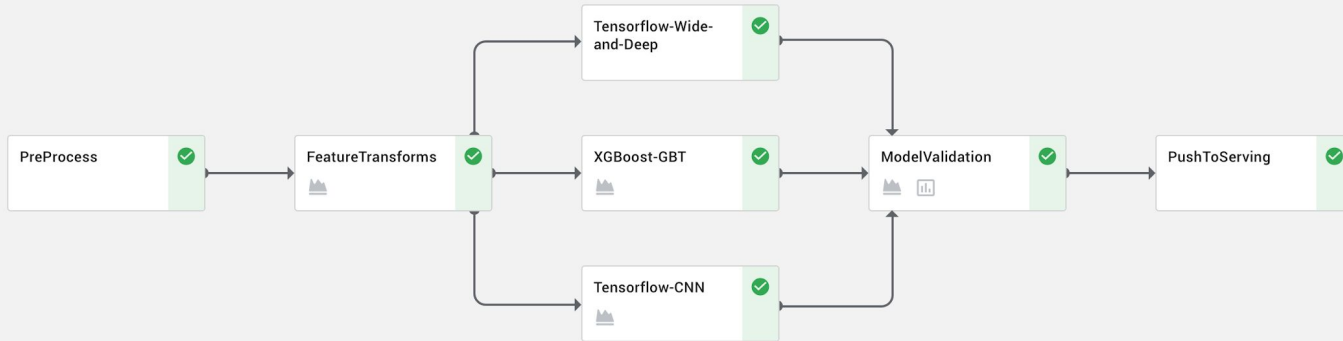 Tensorflow-Wide-
and-Deep
PreProcess
FeatureTransforms
XGBoost-GBT
ModelValidation
PushToServing
Tensorflow-CNN